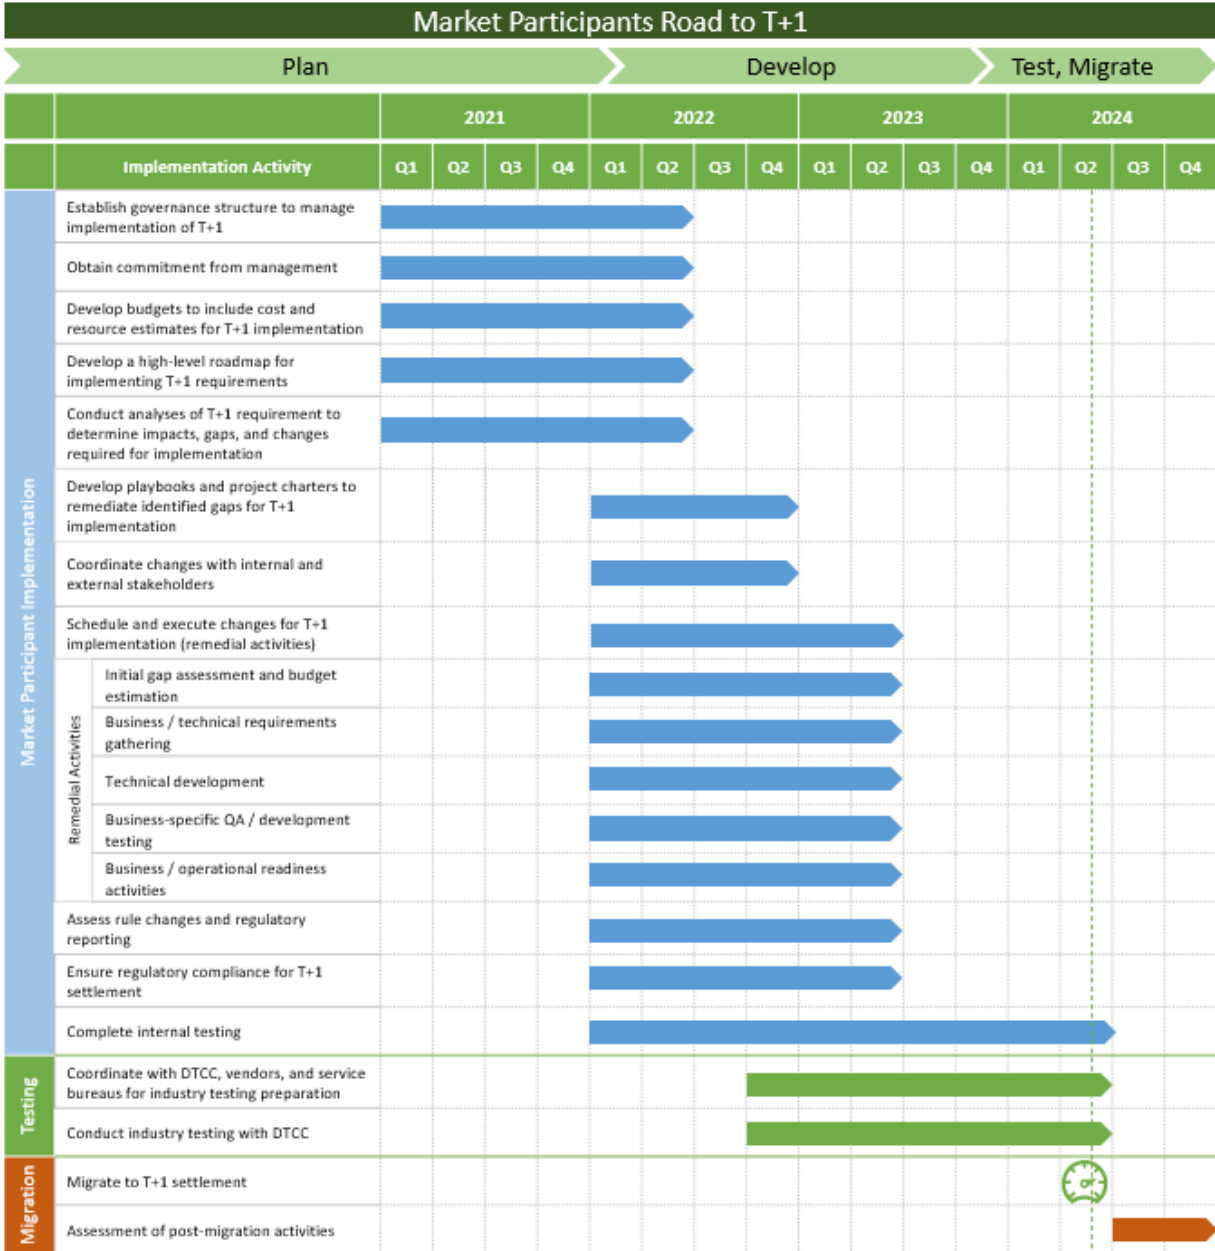 Market Participants Road to T+1
Plan
Develop
Test, Migrate
2021
2022
2023
2024
Implementation Activity
Q1
Q2
Q3
Q4
Q1
Q2
Q3
Q4
Q1
Q2
Q3
Q4
Q1
Q2
Q3
Q4
Market Participant Implementation
Establish governance structure to manage
implementation of T+1
Obtain commitment from management
Develop budgets to include cost and
resource estimates for T+1 implementation
Develop a high-level roadmap for
implementing T+1 requirements
Conduct analyses of T+1 requirement to
determine impacts, gaps, and changes
required for implementation
Develop playbooks and project charters to
remediate identified gaps for T+1
implementation
Coordinate changes with internal and
external stakeholders
Schedule and execute changes for T+1
implementation (remedial activities)
Remedial Activities
Initial gap assessment and budget
estimation
Business / technical requirements
gathering
Technical development
Business-specific QA / development
testing
Business / operational readiness
activities
Assess rule changes and regulatory
reporting
Ensure regulatory compliance for T+1
settlement
Complete internal testing
Testing
Coordinate with DTCC, vendors, and service
bureaus for industry testing preparation
Conduct industry testing with DTCC
Migration
Migrate to T+1 settlement
Assessment of post-migration activities